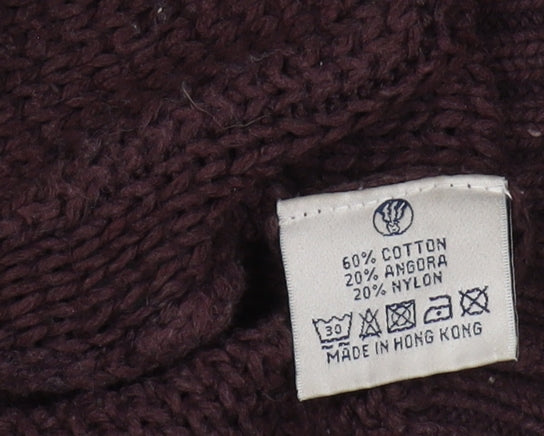 60% COTTON
20% ANGORA
20% NYLON
30
MADE IN HONG KONG